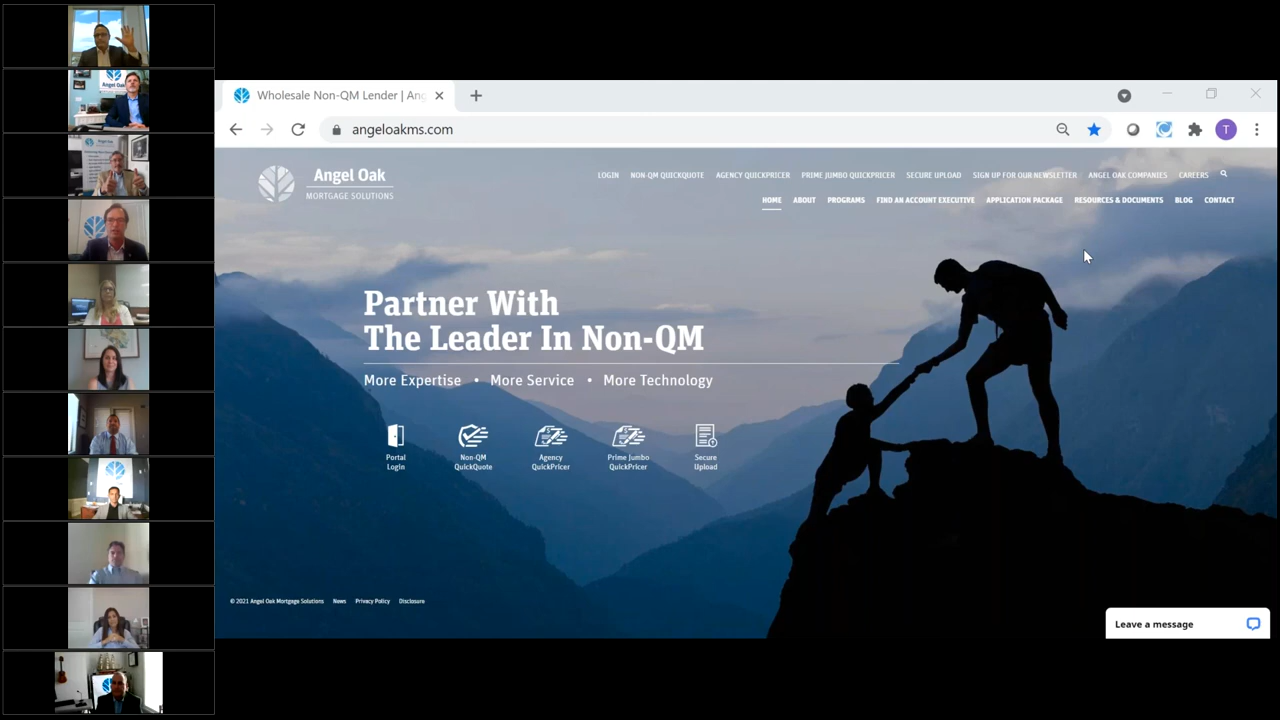 Wholesale Non-QM Lender | Ang
angeloakms.com
T
Angel Oak
MORTGAGE SOLUTIONS
LOGIN NON-QM QUICKQUOTE AGENCY QUICKPRICER PRIME JUMBO QUICKPRICER SECURE UPLOAD SIGN UP FOR OUR NEWSLETTER ANGEL OAK COMPANIES CAREERS
HOME ABOUT PROGRAMS FIND AN ACCOUNT EXECUTIVE APPLICATION PACKAGE RESOURCES & DOCUMENTS BLOG CONTACT
Partner With
The Leader In Non-QM
More Expertise • More Service • More Technology
Portal
Login
Non-QM
QuickQuote
Agency
QuickPricer
Prime Jumbo
QuickPricer
Secure
Upload
© 2021 Angel Oak Mortgage Solutions News Privacy Policy Disclosure
Leave a message
Angel Oak
Angel Oak